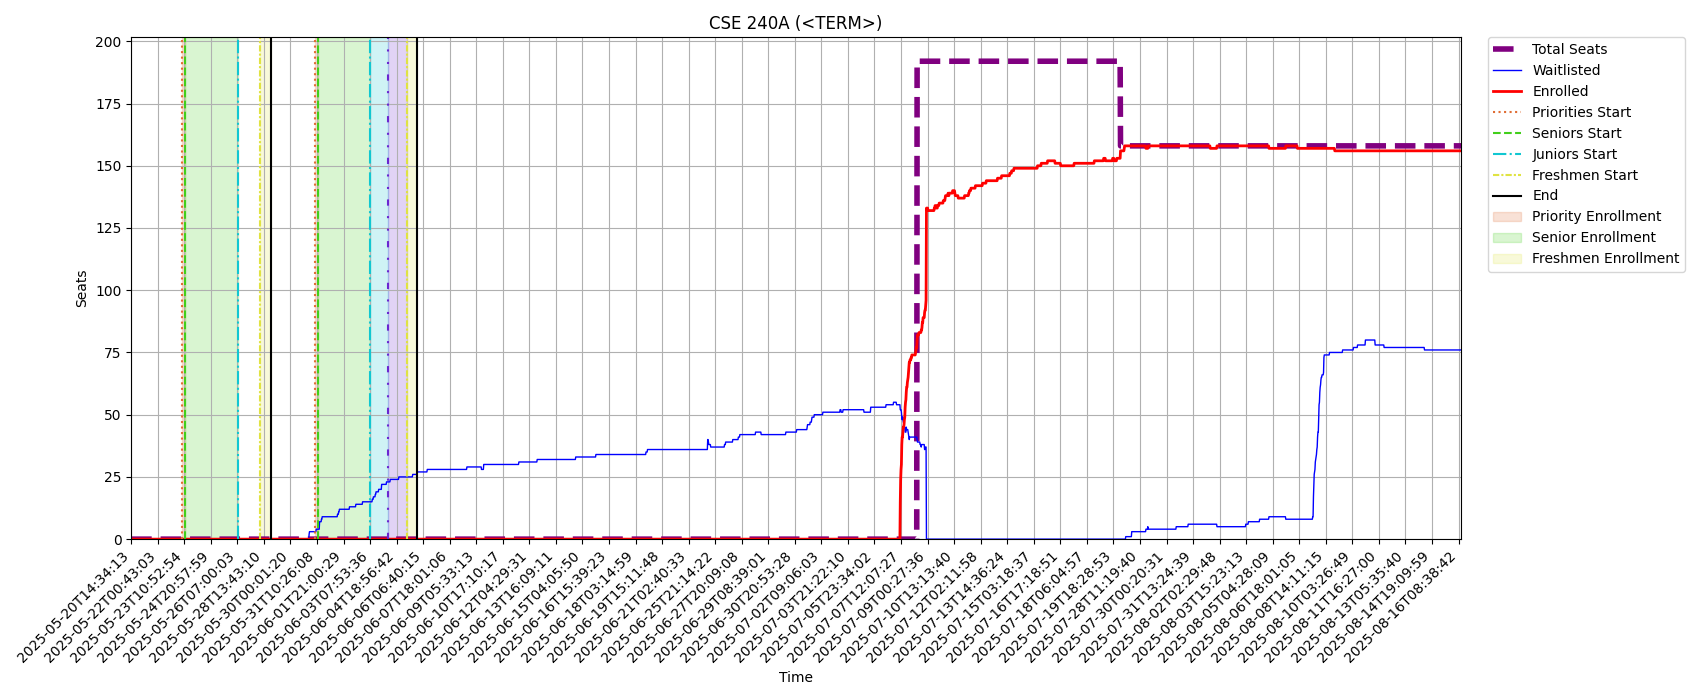 CSE 240A (<TERM>)
Seats
200
175
150
125
100
75
50
25
0
2025-05-20T14:34:13
2025-05-22T00:43:03
2025-05-23T10:52:54
2025-05-24T20:57:59
2025-05-26T07:00:03
2025-05-28T13:43:10
2025-05-30T00:01:20
2025-05-31T10:26:08
2025-06-01T21:00:29
2025-06-03T07:53:36
2025-06-04T18:56:42
2025-06-06T06:40:15
2025-06-07T18:01:06
2025-06-09T05:33:13
2025-06-10T17:10:17
2025-06-12T04:29:31
2025-06-13T16:09:11
2025-06-15T04:05:50
2025-06-16T15:39:23
2025-06-18T03:14:59
2025-06-19T15:11:48
2025-06-21T02:40:33
2025-06-25T21:14:22
2025-06-27T20:09:08
2025-06-29T08:39:01
2025-06-30T20:53:28
2025-07-02T09:06:03
2025-07-03T21:22:10
2025-07-05T23:34:02
2025-07-07T12:07:27
2025-07-09T00:27:36
2025-07-10T13:13:40
2025-07-12T02:11:58
2025-07-13T14:36:24
2025-07-15T03:18:37
2025-07-16T17:18:51
2025-07-18T06:04:57
2025-07-19T18:28:53
2025-07-28T11:19:40
2025-07-30T00:20:31
2025-07-31T13:24:39
2025-08-02T02:29:48
2025-08-03T15:23:13
2025-08-05T04:28:09
2025-08-06T18:01:05
2025-08-08T14:11:15
2025-08-10T03:26:49
2025-08-11T16:27:00
2025-08-13T05:35:40
2025-08-14T19:09:59
2025-08-16T08:38:42
Time
Total Seats
Waitlisted
Enrolled
Priorities Start
Seniors Start
Juniors Start
Freshmen Start
End
Priority Enrollment
Senior Enrollment
Freshmen Enrollment